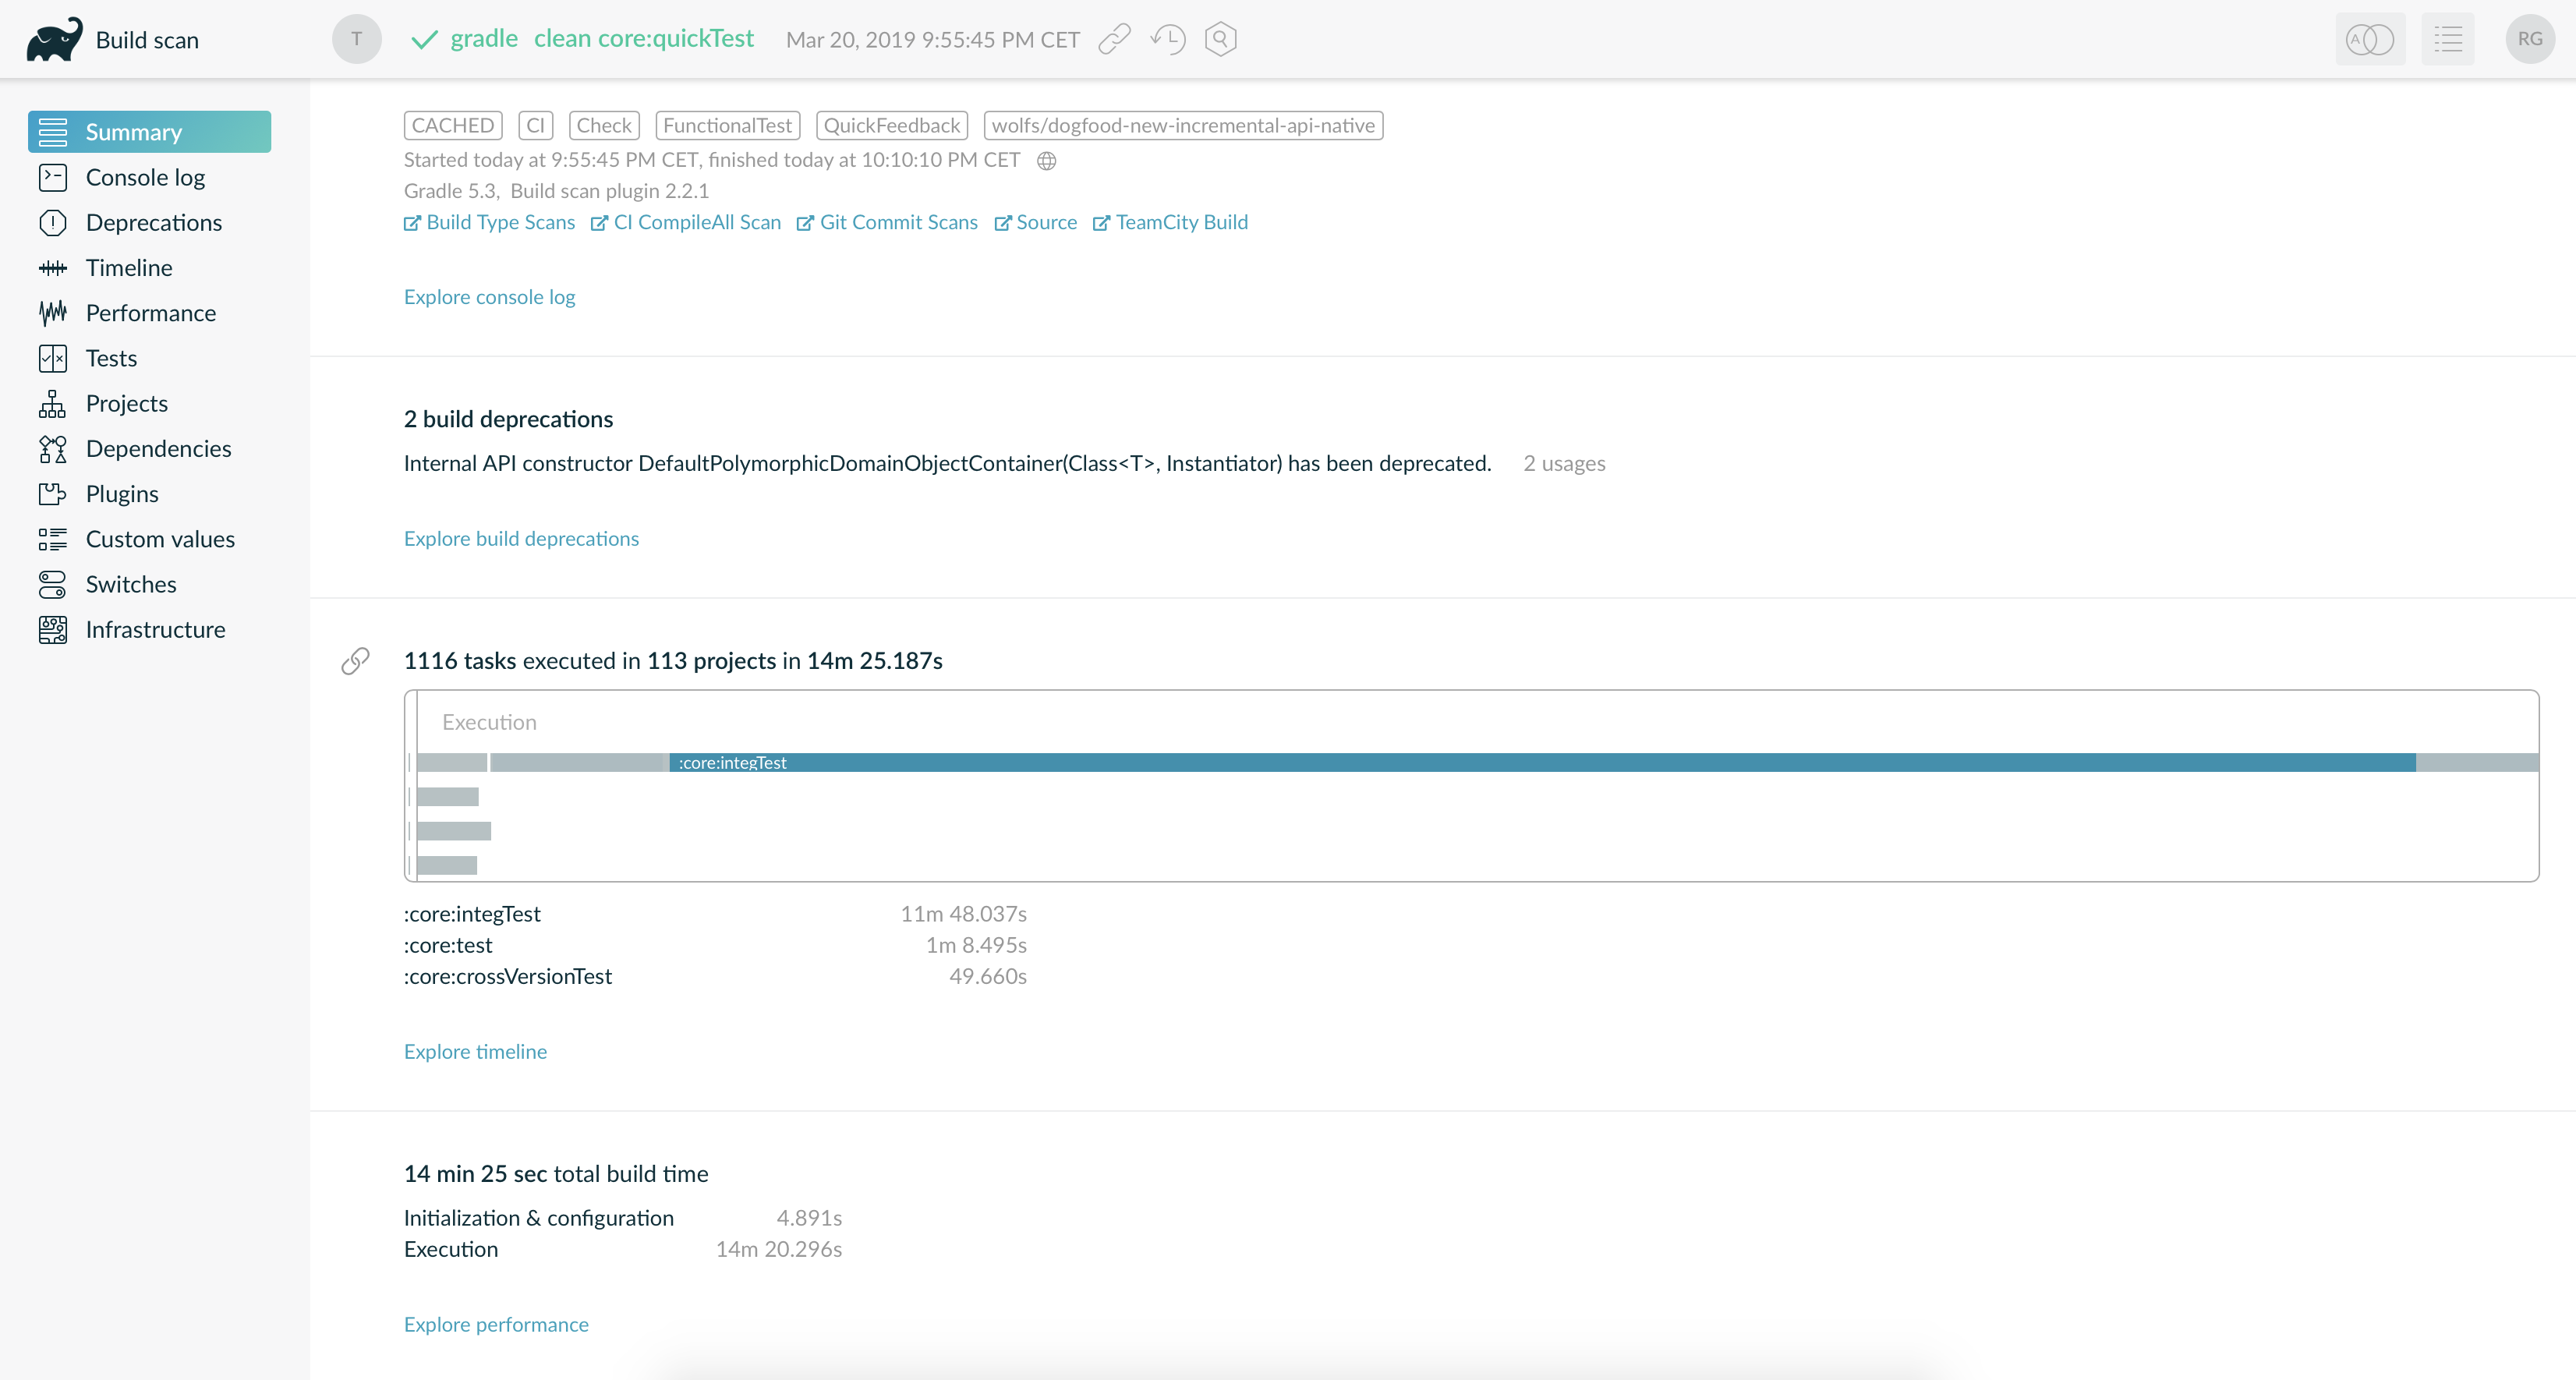 Build scan
T
gradle clean core:quickTest
Mar 20, 2019 9:55:45 PM CET
A
RG
Summary
Console log
Deprecations
Timeline
Performance
Tests
Projects
Dependencies
Plugins
Custom values
Switches
Infrastructure
CACHED CI Check FunctionalTest QuickFeedback wolfs/dogfood-new-incremental-api-native
Started today at 9:55:45 PM CET, finished today at 10:10:10 PM CET
Gradle 5.3, Build scan plugin 2.2.1
Build Type Scans CI CompileAll Scan Git Commit Scans Source TeamCity Build
Explore console log
2 build deprecations
Internal API constructor DefaultPolymorphicDomainObjectContainer(Class<T>, Instantiator) has been deprecated. 2 usages
Explore build deprecations
1116 tasks executed in 113 projects in 14m 25.187s
Execution
:core:integTest
:core:integTest 11m 48.037s
:core:test 1m 8.495s
:core:crossVersionTest 49.660s
Explore timeline
14 min 25 sec total build time
Initialization & configuration 4.891s
Execution 14m 20.296s
Explore performance